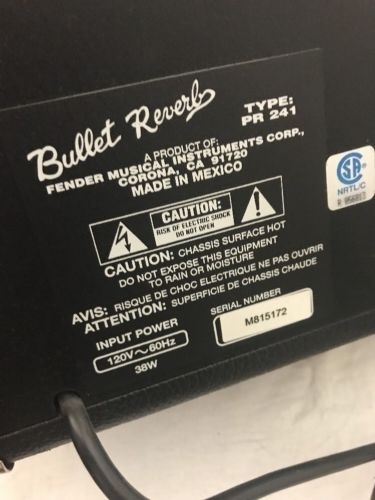 Bullet Reverb
TYPE:
PR 241
A PRODUCT OF:
FENDER MUSICAL INSTRUMENTS CORP.,
CORONA, CA 91720
MADE IN MEXICO
CAUTION:
RISK OF ELECTRIC SHOCK
DO NOT OPEN
CAUTION: CHASSIS SURFACE HOT
DO NOT EXPOSE THIS EQUIPMENT
TO RAIN OR MOISTURE
AVIS: RISQUE DE CHOC ELECTRIQUE NE PAS OUVRIR
ATTENTION: SUPERFICIE DE CHASSIS CHAUDE
INPUT POWER
120V~60Hz
38W
SERIAL NUMBER
M815172
NRTL/C